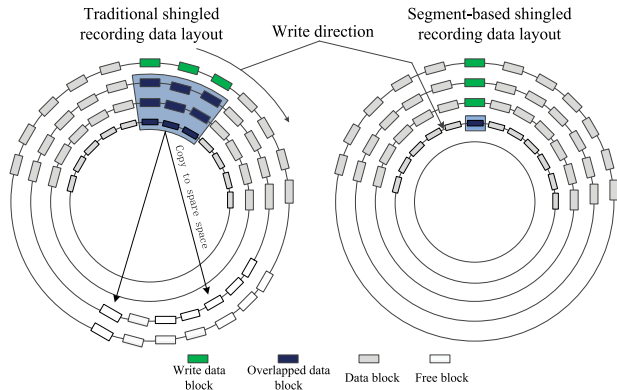 Traditional shingled
recording data layout
Write direction
Segment-based shingled
recording data layout
Copy to spare space
Write data
block
Overlapped data
block
Data block
Free block